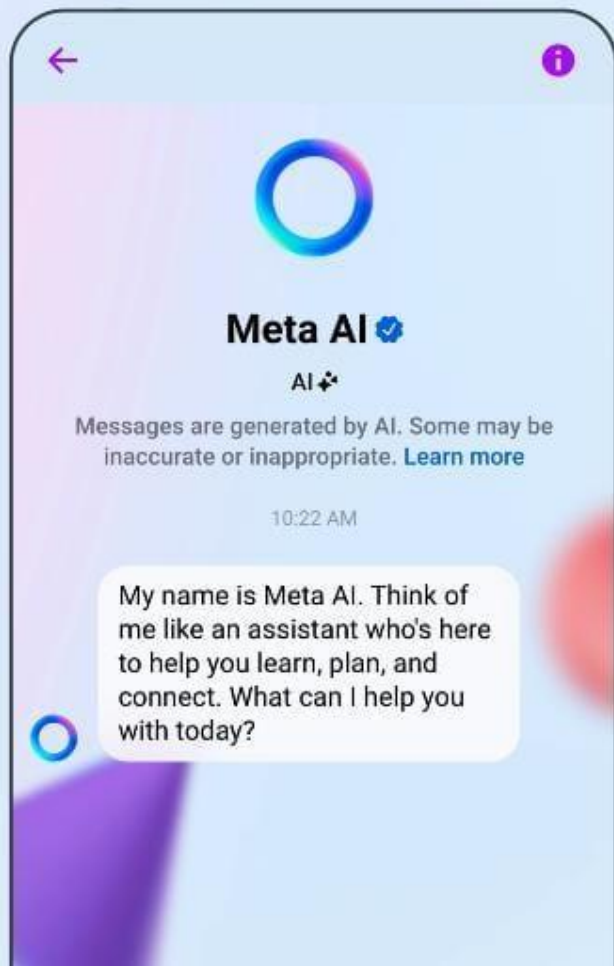 Meta AI
AI
Messages are generated by AI. Some may be
inaccurate or inappropriate. Learn more
10:22 AM
My name is Meta AI. Think of
me like an assistant who's here
to help you learn, plan, and
connect. What can I help you
with today?